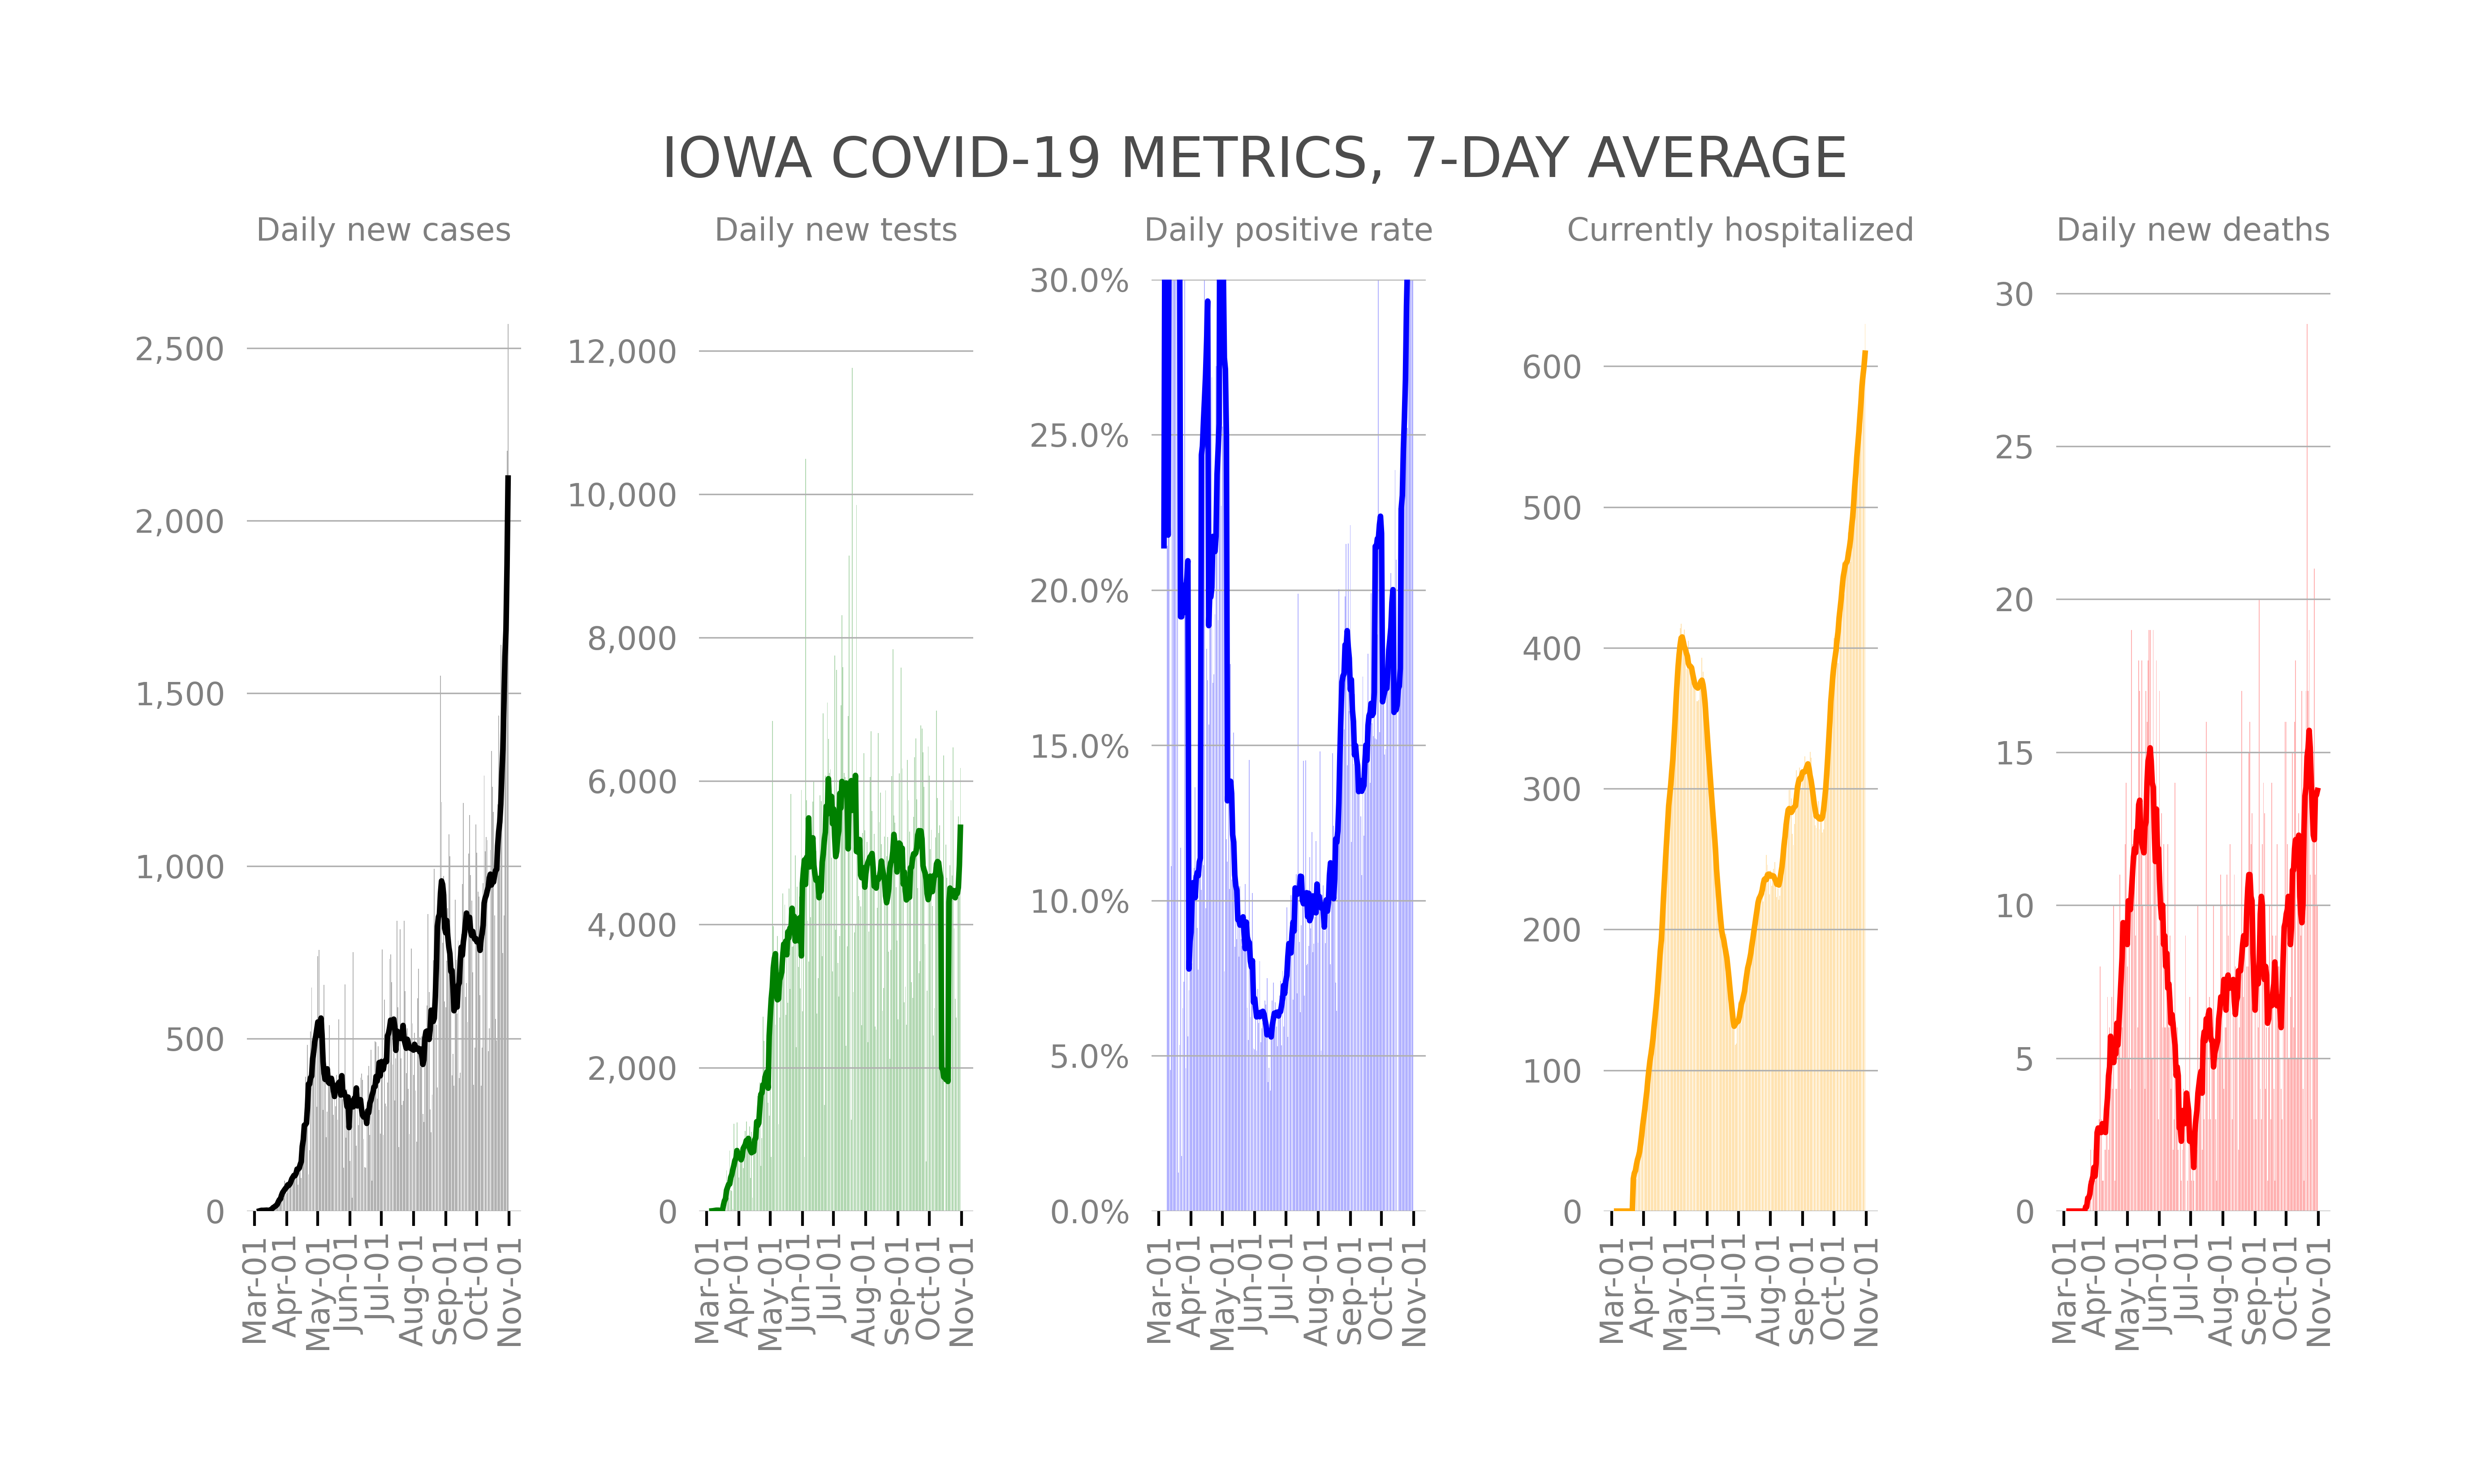 IOWA COVID-19 METRICS, 7-DAY AVERAGE
Daily new cases
2,500
2,000
1,500
1,000
500
0
Mar-01
Apr-01
May-01
Jun-01
Jul-01
Aug-01
Sep-01
Oct-01
Nov-01
Daily new tests
12,000
10,000
8,000
6,000
4,000
2,000
0
Mar-01
Apr-01
May-01
Jun-01
Jul-01
Aug-01
Sep-01
Oct-01
Nov-01
Daily positive rate
30.0%
25.0%
20.0%
15.0%
10.0%
5.0%
0.0%
Mar-01
Apr-01
May-01
Jun-01
Jul-01
Aug-01
Sep-01
Oct-01
Nov-01
Currently hospitalized
600
500
400
300
200
100
0
Mar-01
Apr-01
May-01
Jun-01
Jul-01
Aug-01
Sep-01
Oct-01
Nov-01
Daily new deaths
30
25
20
15
10
5
0
Mar-01
Apr-01
May-01
Jun-01
Jul-01
Aug-01
Sep-01
Oct-01
Nov-01